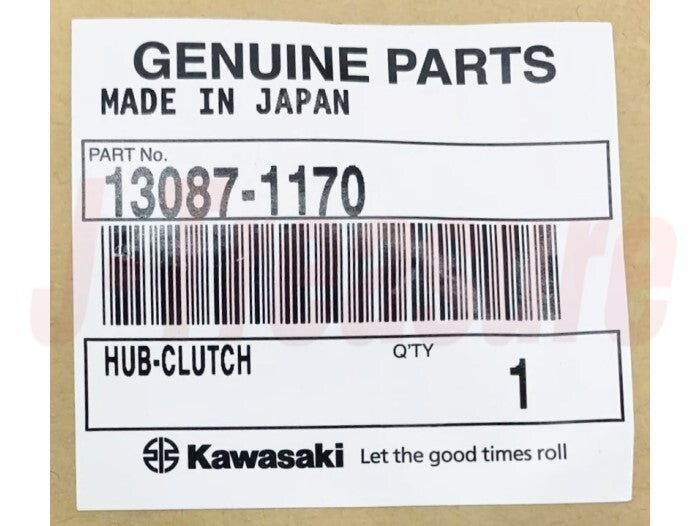 GENUINE PARTS
MADE IN JAPAN
PART No.
13087-1170
HUB-CLUTCH
Q'TY
1
Kawasaki Let the good times roll
J-Treasure